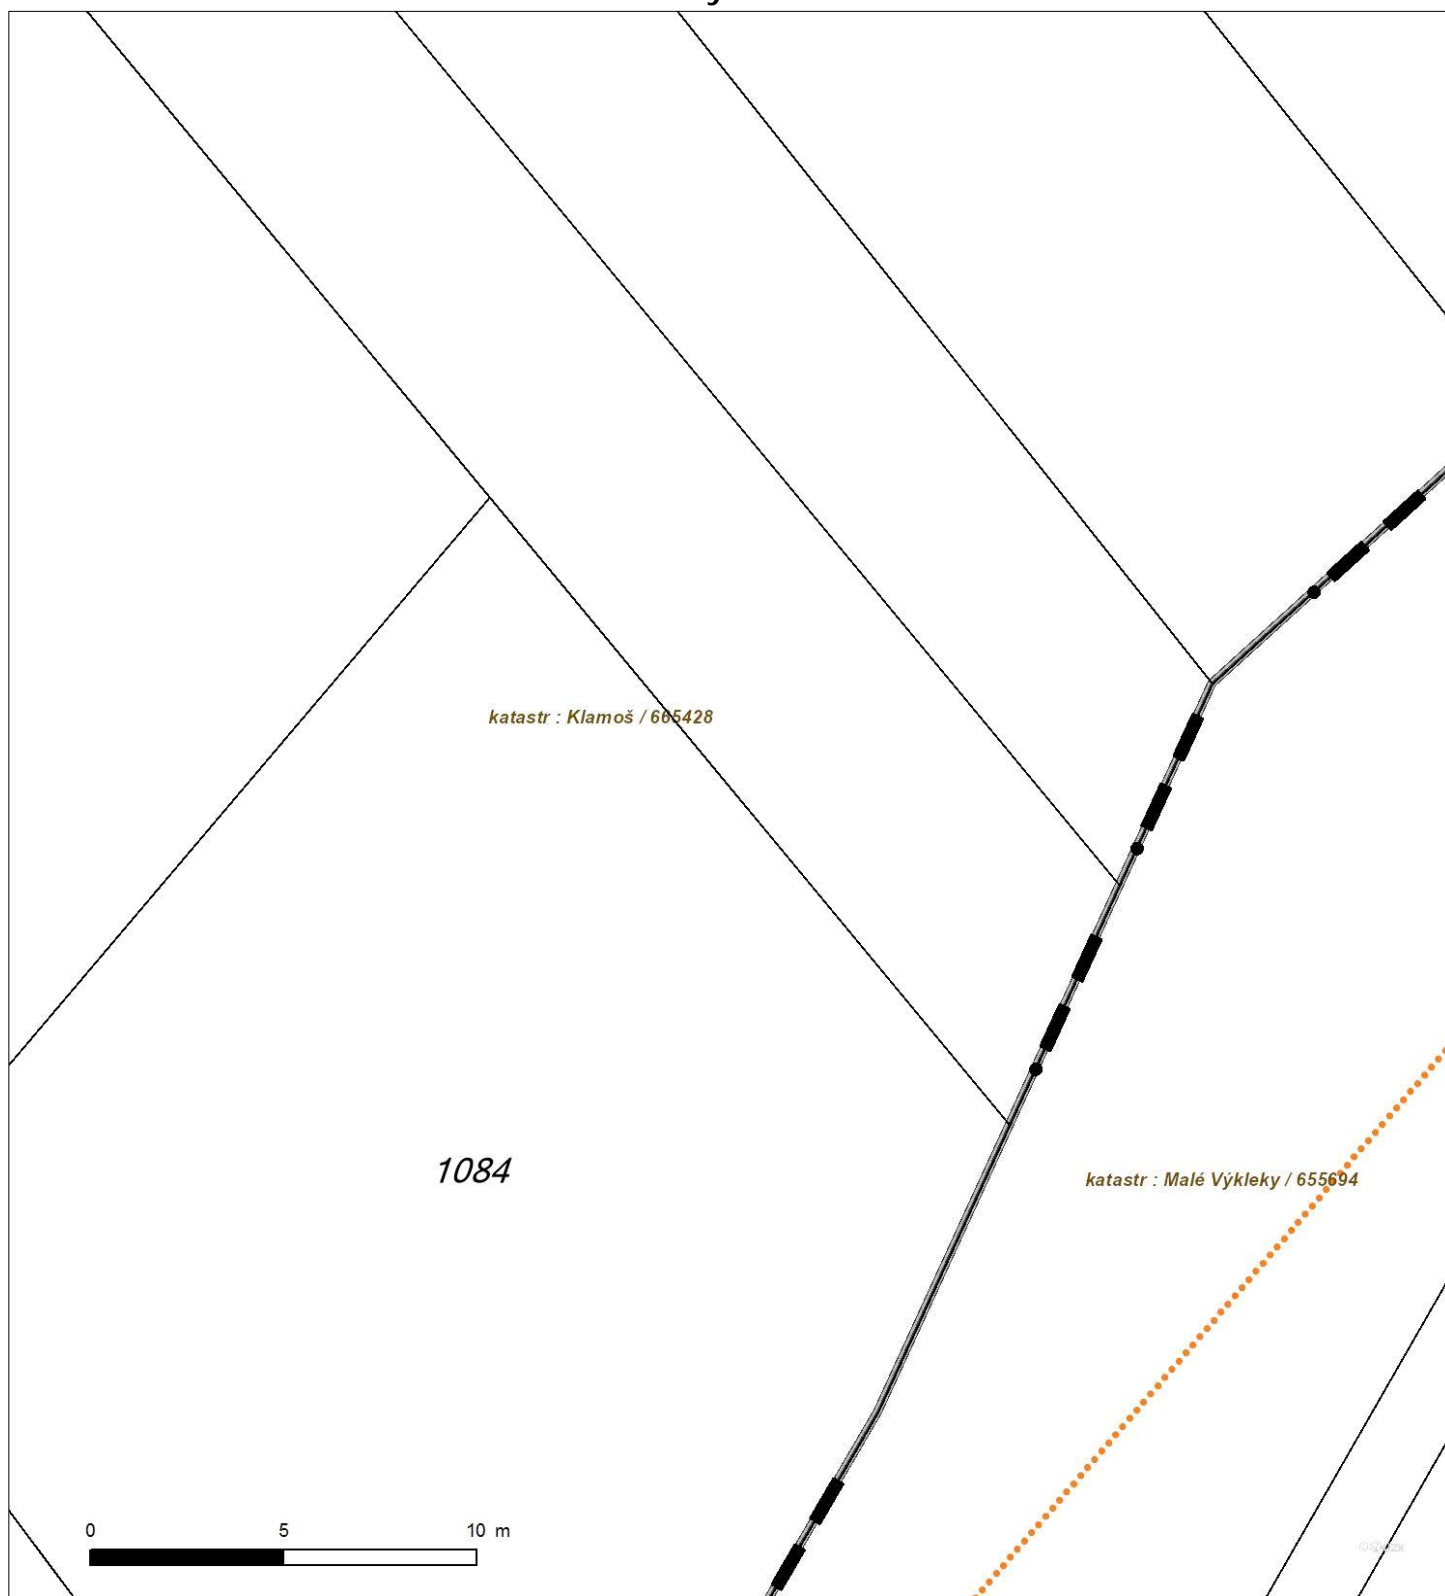 katastr : Klamoš / 665428
1084
katastr : Malé Výkleky / 655694
0 5 10 m